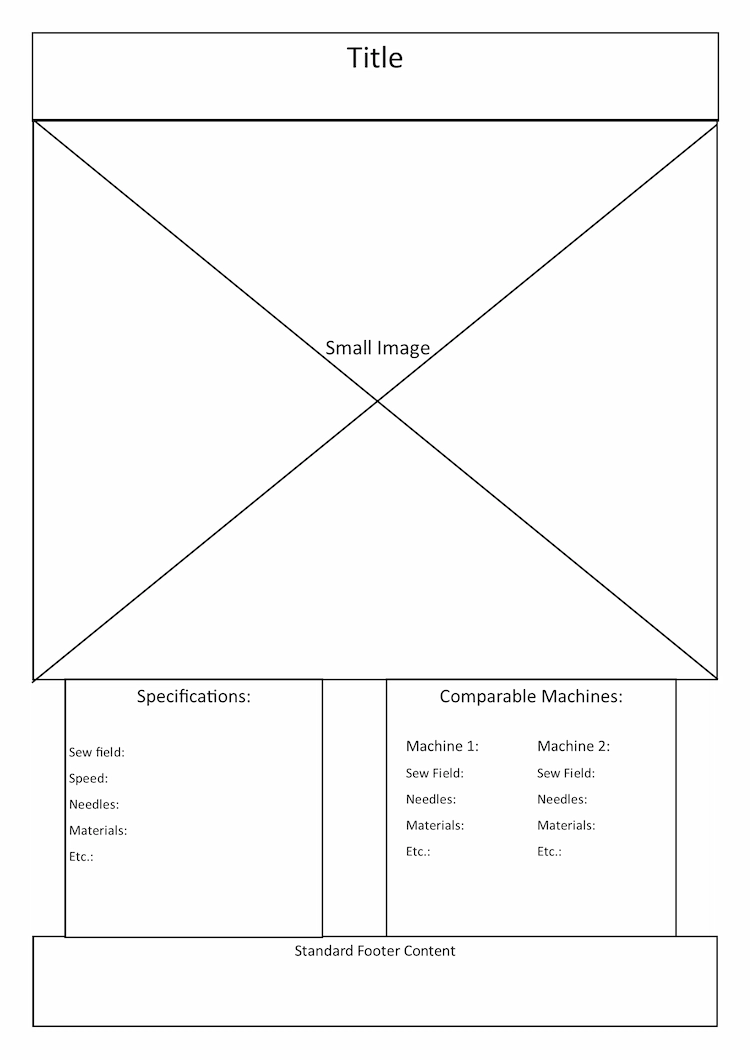 Title
Small Image
Specifications:
Sew field:
Speed:
Needles:
Materials:
Etc.:
Comparable Machines:
Machine 1:
Sew Field:
Needles:
Materials:
Etc.:
Machine 2:
Sew Field:
Needles:
Materials:
Etc.:
Standard Footer Content